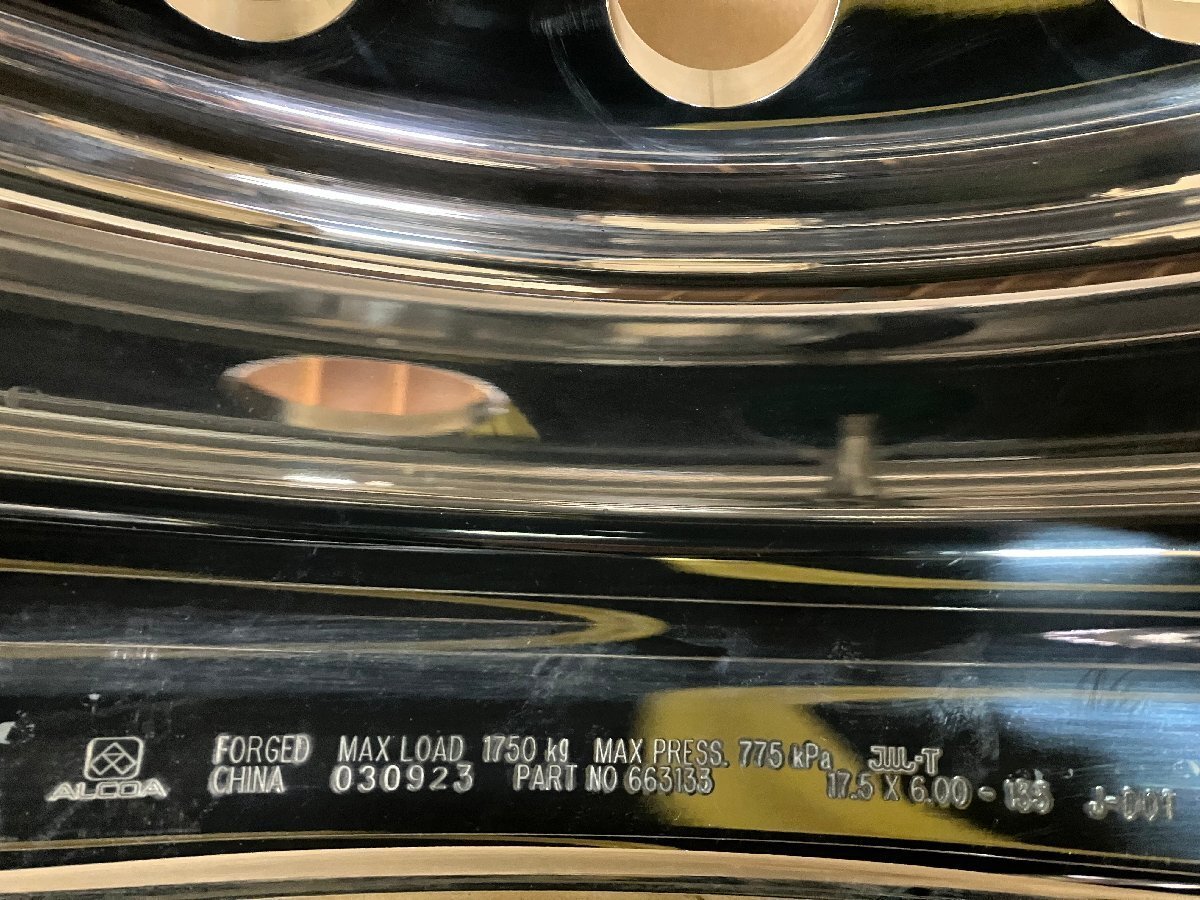 ALCOA
FORGED MAX LOAD 1750 kg MAX PRESS. 775 kPa JWL-T
CHINA 030923 PART NO 663133 17.5 X 6.00 - 135 J-001